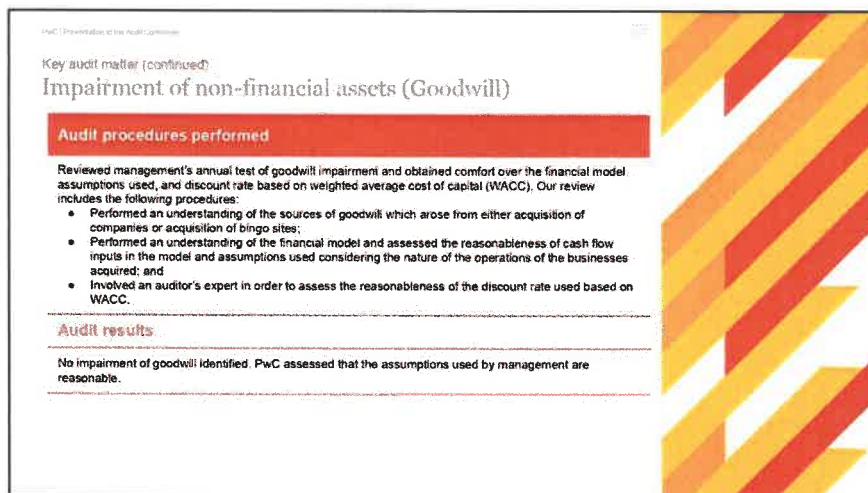 PwC | Presentation to the Audit Committee
Key audit matter (continued)
Impairment of non-financial assets (Goodwill)
Audit procedures performed
Reviewed management's annual test of goodwill impairment and obtained comfort over the financial model
assumptions used, and discount rate based on weighted average cost of capital (WACC). Our review
includes the following procedures:
● Performed an understanding of the sources of goodwill which arose from either acquisition of
companies or acquisition of bingo sites;
● Performed an understanding of the financial model and assessed the reasonableness of cash flow
inputs in the model and assumptions used considering the nature of the operations of the businesses
acquired; and
● Involved an auditor's expert in order to assess the reasonableness of the discount rate used based on
WACC.
Audit results
No impairment of goodwill identified. PwC assessed that the assumptions used by management are
reasonable.